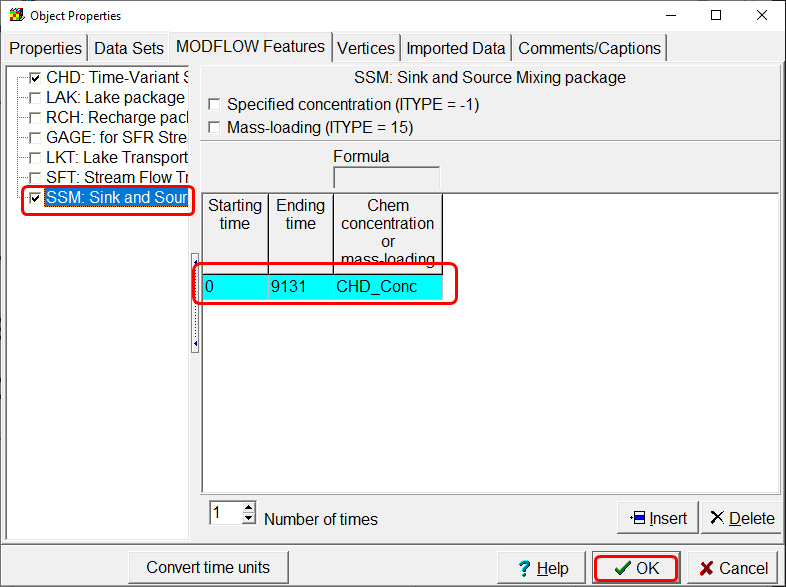 Object Properties
Properties
Data Sets
MODFLOW Features
Vertices
Imported Data
Comments/Captions
CHD: Time-Variant S
LAK: Lake package
RCH: Recharge pac
GAGE: for SFR Stre
LKT: Lake Transport
SFT: Stream Flow Tr
SSM: Sink and Sour
SSM: Sink and Source Mixing package
Specified concentration (ITYPE = -1)
Mass-loading (ITYPE = 15)
Formula
Starting time
Ending time
Chem
concentration
or
mass-loading
0 9131 CHD_Conc
1 Number of times
Insert
Delete
Convert time units
? Help
OK
Cancel